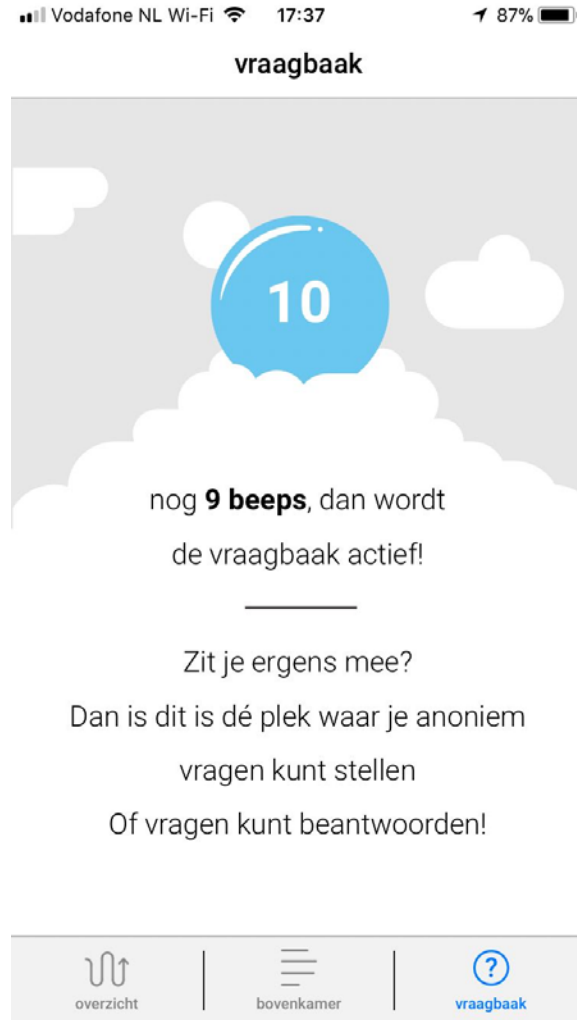 Vodafone NL Wi-Fi 17:37 87%
vraagbaak
10
nog 9 beeps, dan wordt
de vraagbaak actief!
Zit je ergens mee?
Dan is dit is dé plek waar je anoniem
vragen kunt stellen
Of vragen kunt beantwoorden!
overzicht bovenkamer vraagbaak